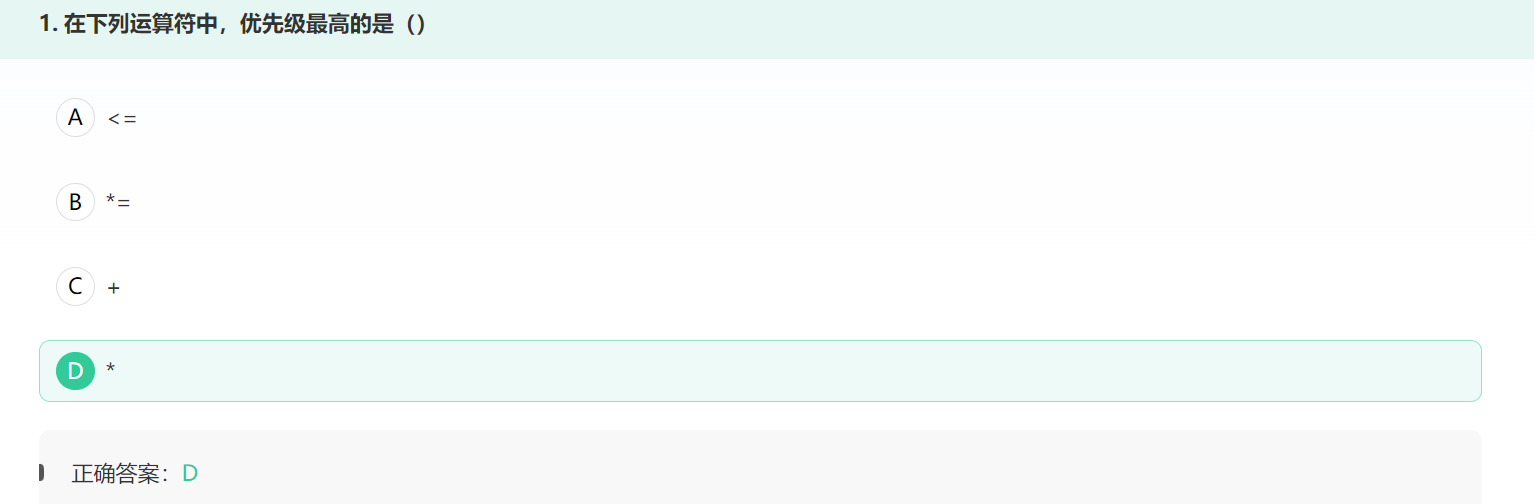 1. 在下列运算符中，优先级最高的是（）
A <=
B *=
C +
D *
正确答案：D